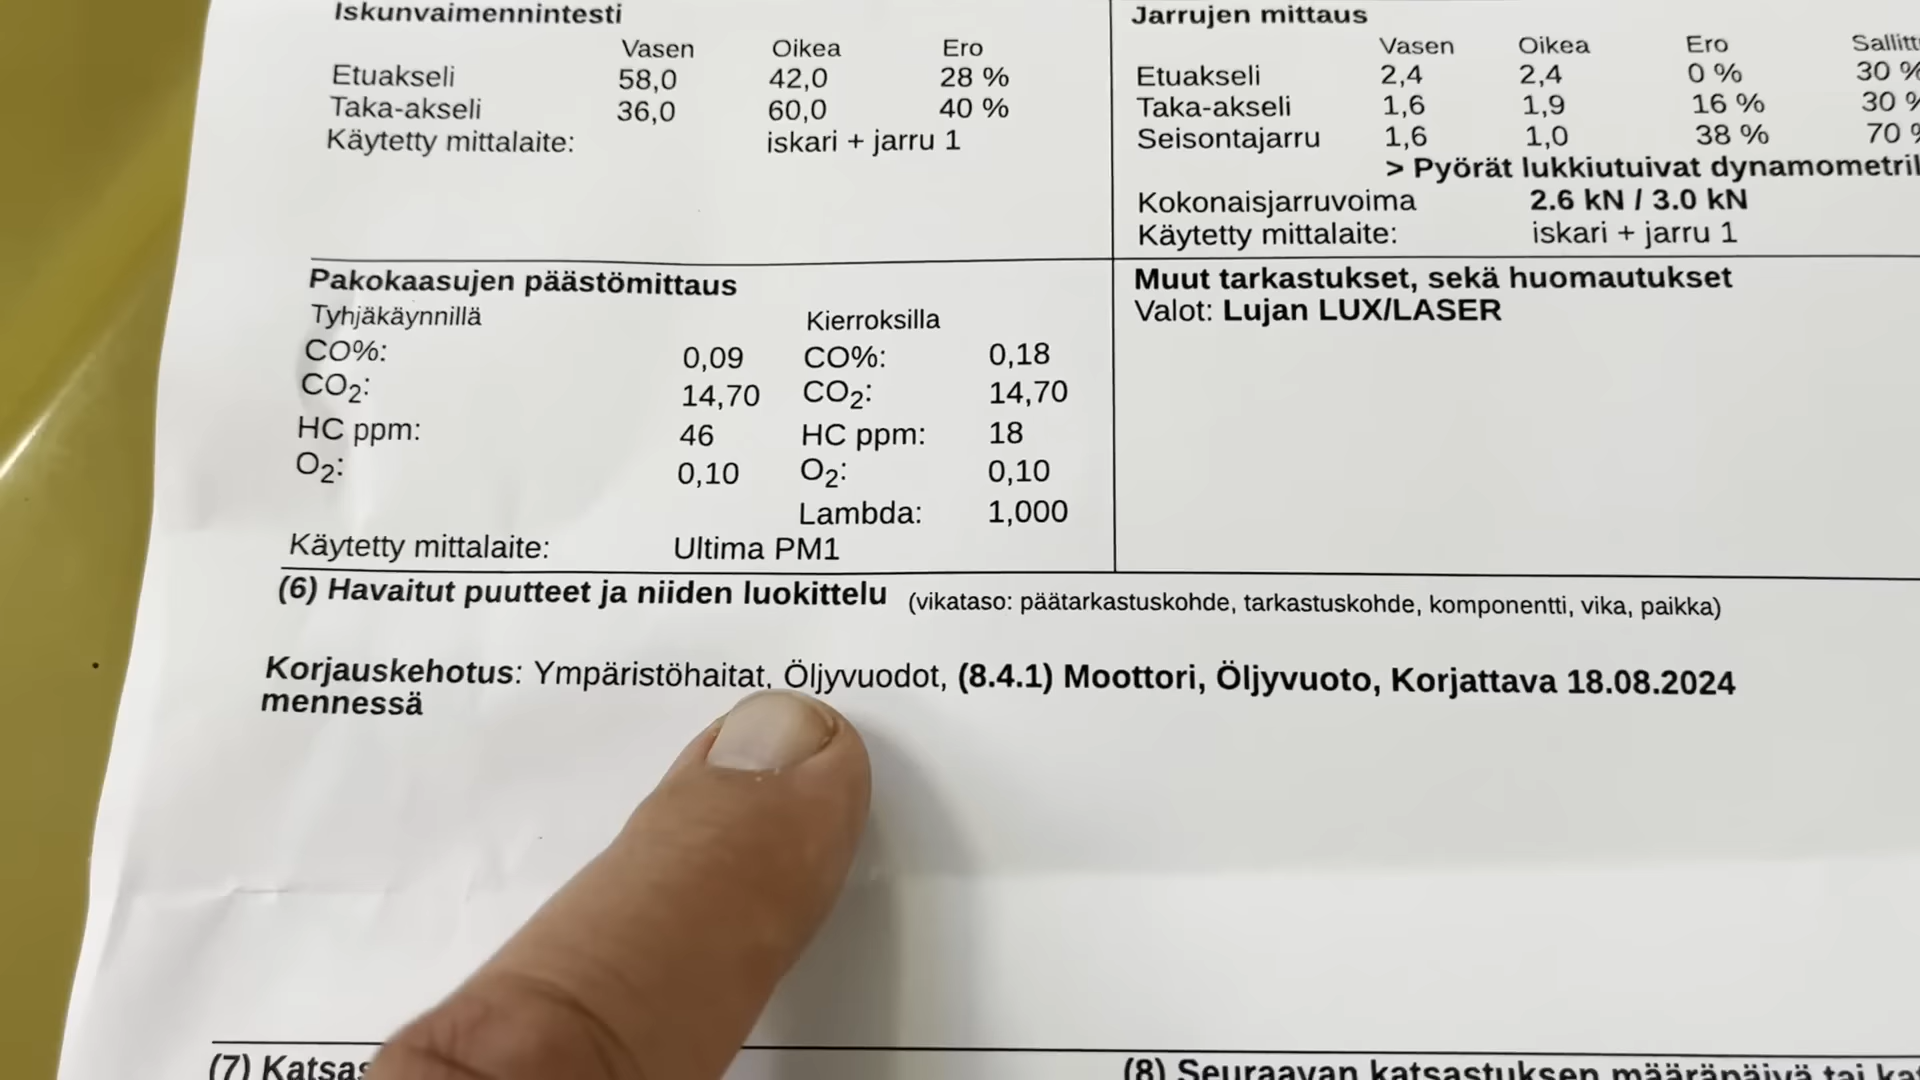 Iskunvaimennintesti
Vasen Oikea Ero
Etuakseli 58,0 42,0 28 %
Taka-akseli 36,0 60,0 40 %
Käytetty mittalaite: iskari + jarru 1
Jarrujen mittaus
Vasen Oikea Ero
Etuakseli 2,4 2,4 0 % 30 %
Taka-akseli 1,6 1,9 16 % 30 %
Seisontajarru 1,6 1,0 38 % 70
> Pyörät lukkiutuivat
Kokonaisjarruvoima 2.6 kN / 3.0 kN
Käytetty mittalaite: iskari + jarru 1
Pakokaasujen päästömittaus
Tyhjäkäynnillä Kierroksilla
CO%: 0,09 CO%: 0,18
CO₂: 14,70 CO₂: 14,70
HC ppm: 46 HC ppm: 18
O₂: 0,10 O₂: 0,10
Lambda: 1,000
Käytetty mittalaite: Ultima PM1
Muut tarkastukset, sekä huomautukset
Valot: Lujan LUX/LASER
(6) Havaitut puutteet ja niiden luokittelu (vikataso: päätarkastuskohde, tarkastuskohde, komponentti, vika, paikka)
Korjauskehotus: Ympäristöhaitat, Öljyvuodot, (8.4.1) Moottori, Öljyvuoto, Korjattava 18.08.2024
mennessä
(7)
(8) Seuraavan katsastuksen määräpäivä tai